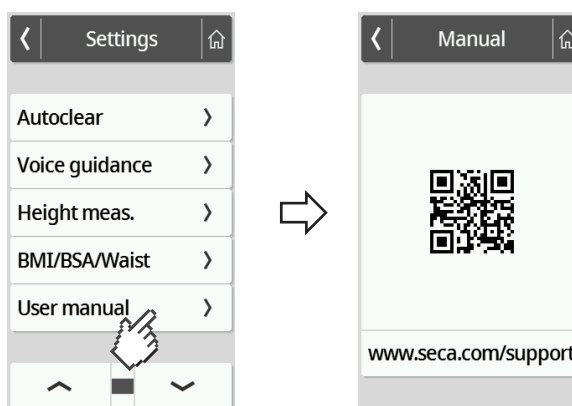 Settings
Autoclear
Voice guidance
Height meas.
BMI/BSA/Waist
User manual
Manual
www.seca.com/support